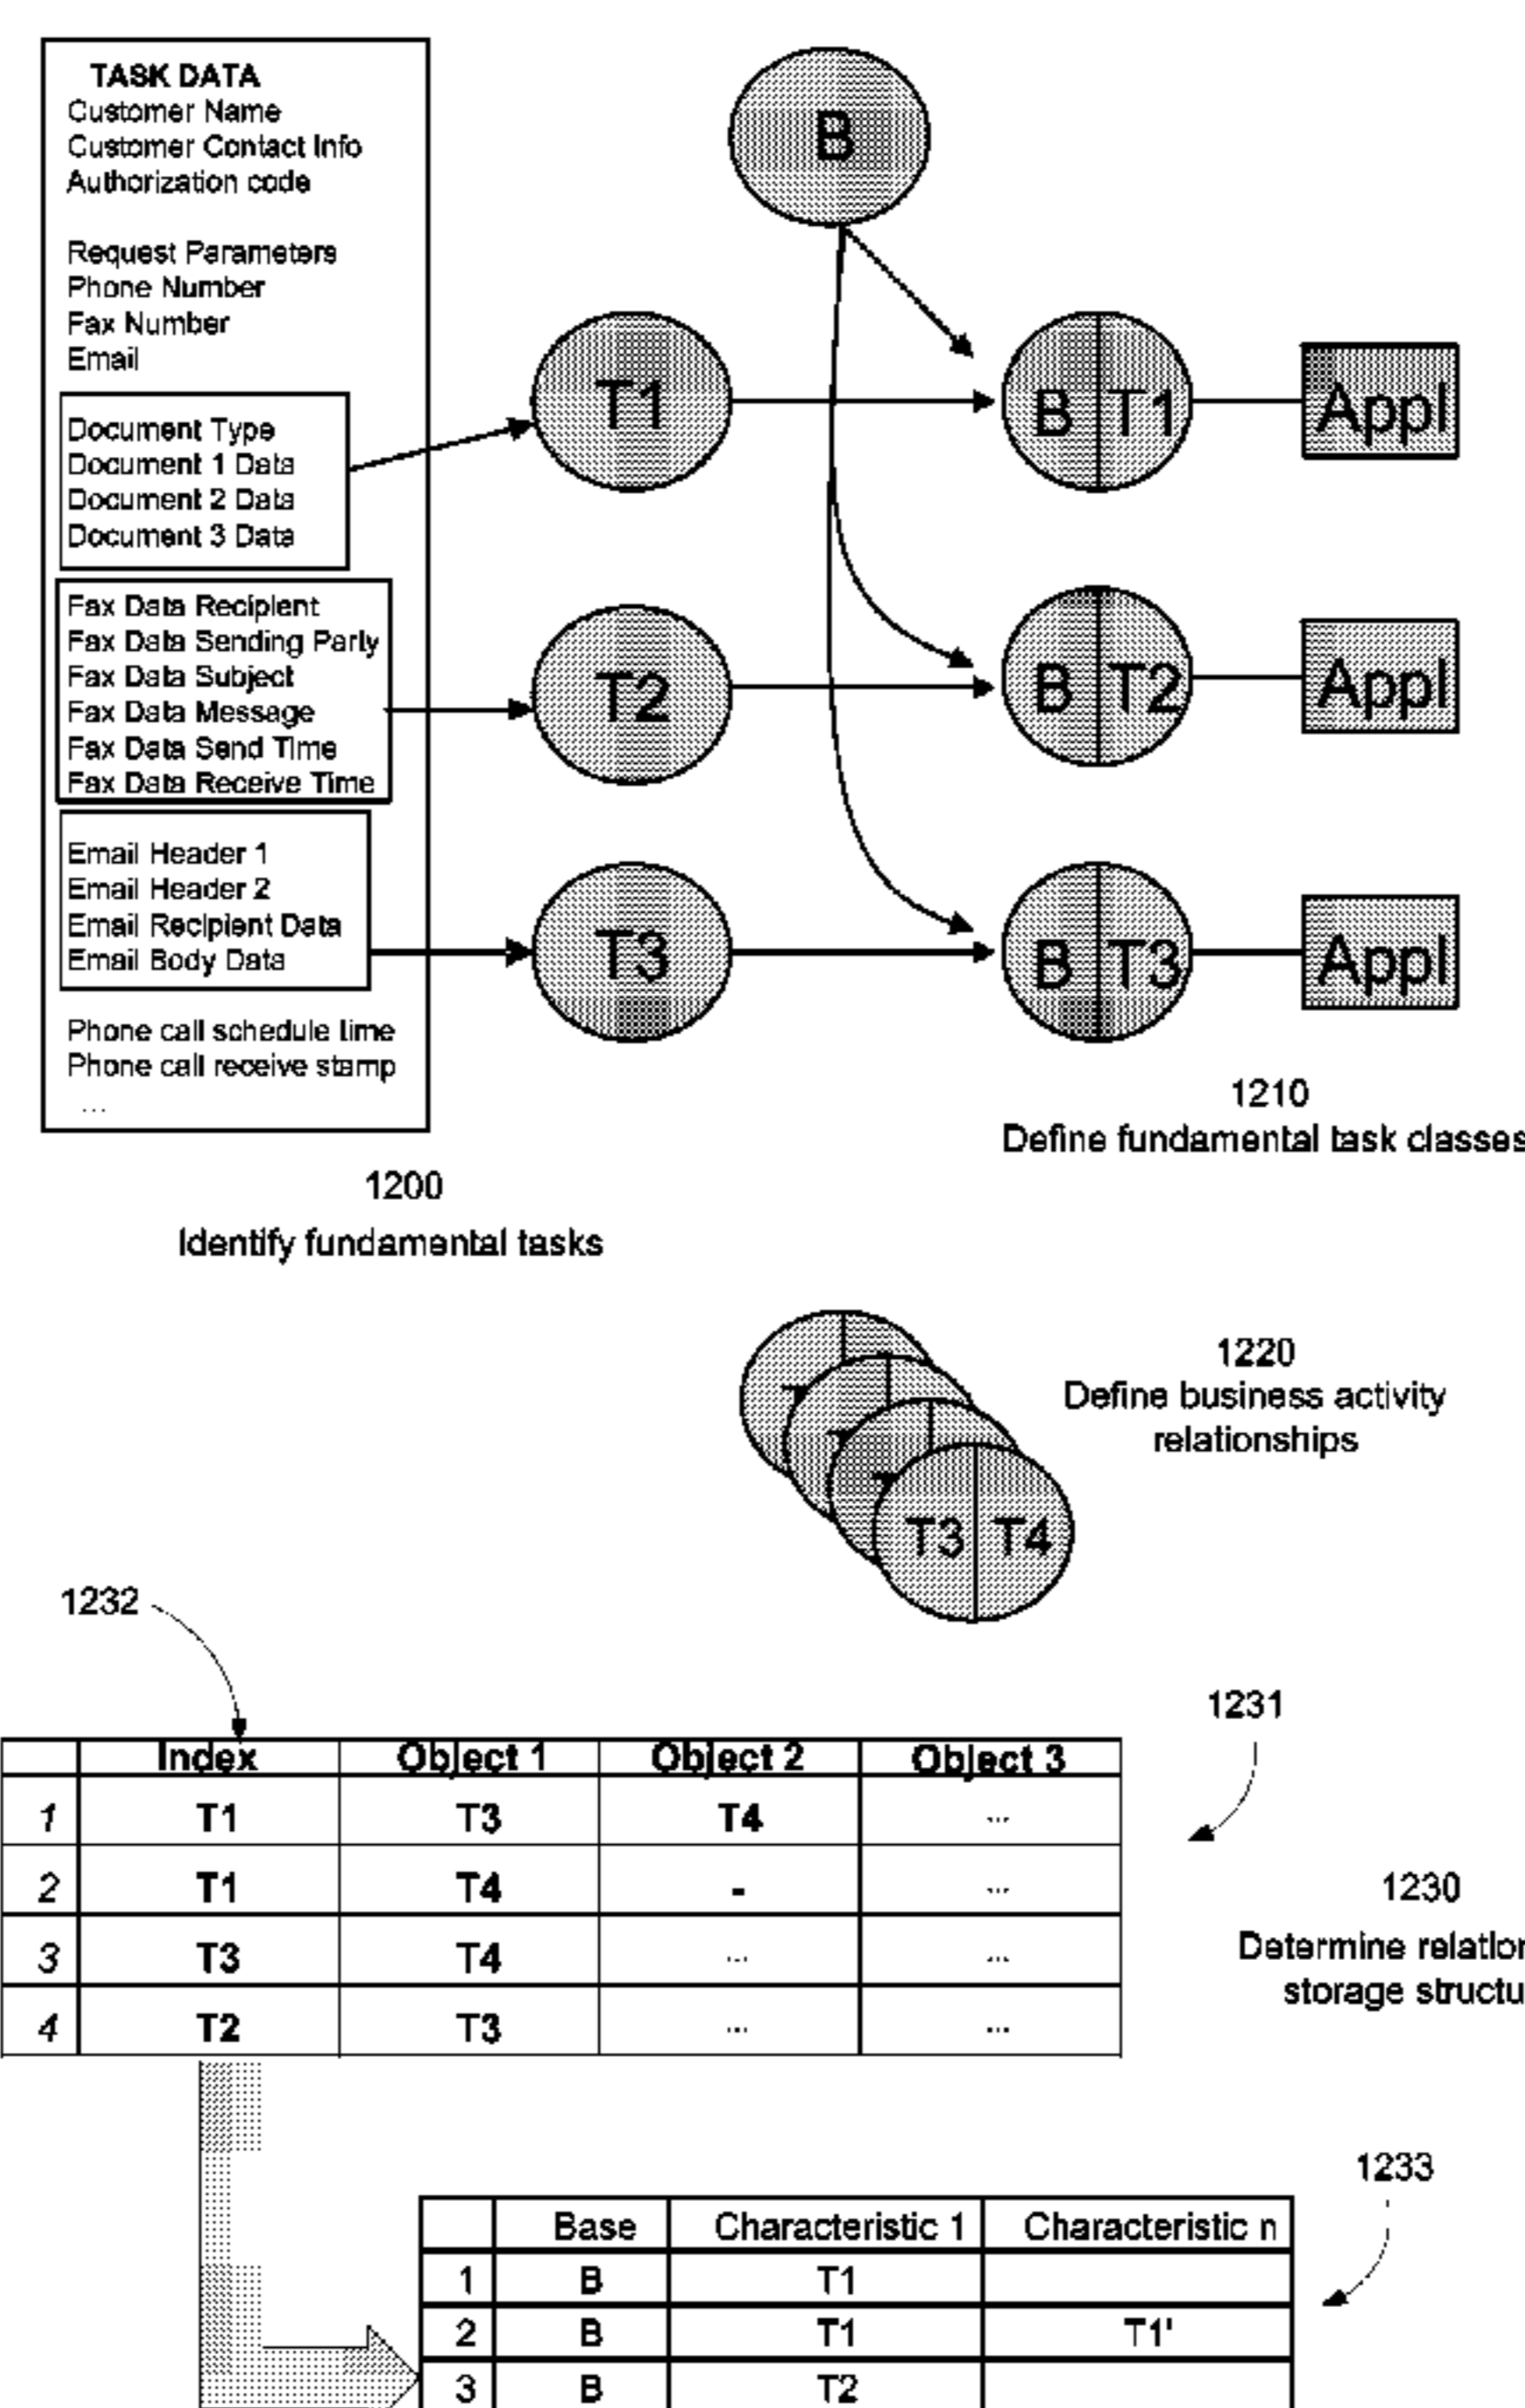 TASK DATA
Customer Name
Customer Contact Info
Authorization code
Request Parameters
Phone Number
Fax Number
Email
Document Type
Document 1 Data
Document 2 Data
Document 3 Data
Fax Data Recipient
Fax Data Sending Party
Fax Data Subject
Fax Data Message
Fax Data Send Time
Fax Data Receive Time
Email Header 1
Email Header 2
Email Recipient Data
Email Body Data
Phone call schedule time
Phone call receive stamp
...
B
T1
B T1
Appl
T2
B T2
Appl
T3
B T3
Appl
1210
Define fundamental task classes
1200
Identify fundamental tasks
1220
Define business activity
relationships
T3 T4
1232
1231
Index Object 1 Object 2 Object 3
1 T1 T3 T4 ...
2 T1 T4 - ...
3 T3 T4 ... ...
4 T2 T3 ... ...
1230
Determine
storage
1233
Base Characteristic 1 Characteristic n
1 B T1
2 B T1 T1'
3 B T2